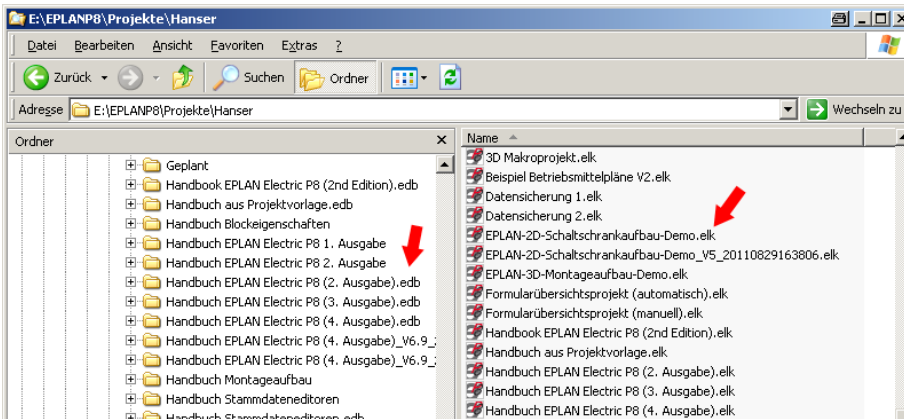 E:\EPLANP8\Projekte\Hanser
Datei Bearbeiten Ansicht Favoriten Extras ?
Zurück Suchen Ordner
Adresse E:\EPLANP8\Projekte\Hanser Wechseln zu
Ordner
Geplant
Handbook EPLAN Electric P8 (2nd Edition).edb
Handbuch aus Projektvorlage.edb
Handbuch Blockeigenschaften
Handbuch EPLAN Electric P8 1. Ausgabe
Handbuch EPLAN Electric P8 2. Ausgabe
Handbuch EPLAN Electric P8 (2. Ausgabe).edb
Handbuch EPLAN Electric P8 (3. Ausgabe).edb
Handbuch EPLAN Electric P8 (4. Ausgabe).edb
Handbuch EPLAN Electric P8 (4. Ausgabe)_V6.9_
Handbuch EPLAN Electric P8 (4. Ausgabe)_V6.9_
Handbuch Montageaufbau
Handbuch Stammdateneditoren
Handbuch Stammdateneditoren.edb
Name
3D Makroprojekt.elk
Beispiel Betriebsmittelpläne V2.elk
Datensicherung 1.elk
Datensicherung 2.elk
EPLAN-2D-Schaltschrankaufbau-Demo.elk
EPLAN-2D-Schaltschrankaufbau-Demo_V5_20110829163806.elk
EPLAN-3D-Montageaufbau-Demo.elk
Formularübersichtsprojekt (automatisch).elk
Formularübersichtsprojekt (manuell).elk
Handbook EPLAN Electric P8 (2nd Edition).elk
Handbuch aus Projektvorlage.elk
Handbuch EPLAN Electric P8 (2. Ausgabe).elk
Handbuch EPLAN Electric P8 (3. Ausgabe).elk
Handbuch EPLAN Electric P8 (4. Ausgabe).elk